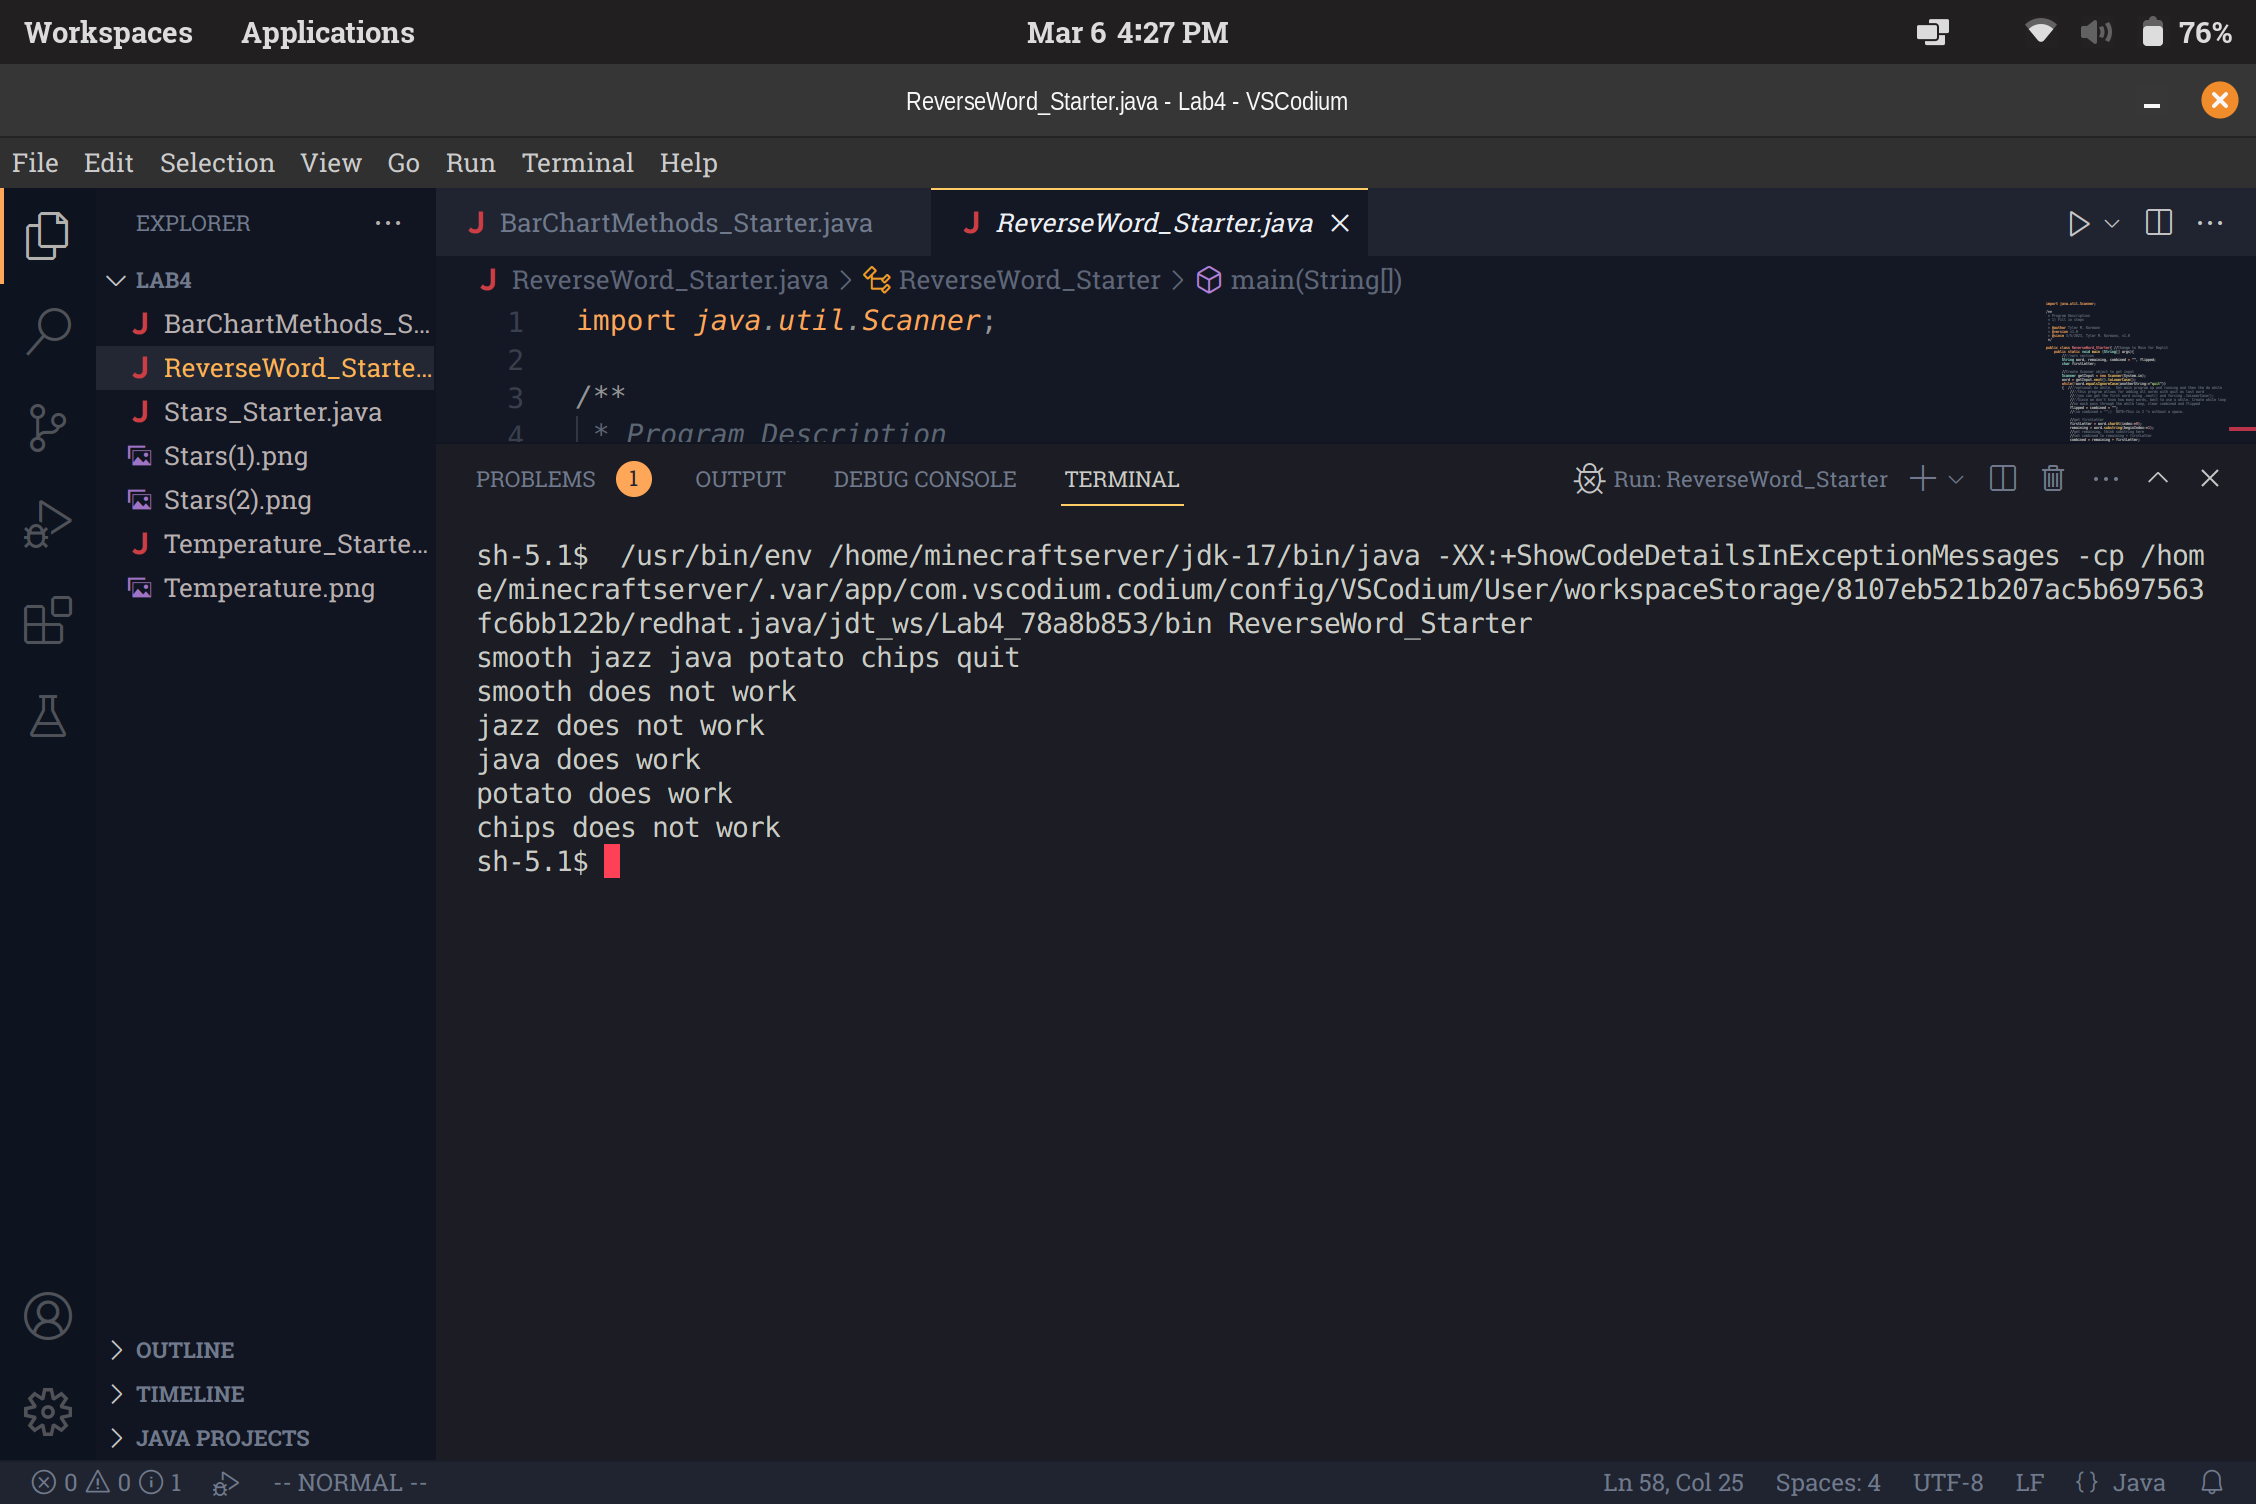 Workspaces Applications Mar 6 4:27 PM 76%
ReverseWord_Starter.java - Lab4 - VSCodium
File Edit Selection View Go Run Terminal Help
EXPLORER
LAB4
BarChartMethods_S...
ReverseWord_Starte...
Stars_Starter.java
Stars(1).png
Stars(2).png
Temperature_Starte...
Temperature.png
OUTLINE
TIMELINE
JAVA PROJECTS
BarChartMethods_Starter.java ReverseWord_Starter.java
ReverseWord_Starter.java > ReverseWord_Starter > main(String[])
1 import java.util.Scanner;
2
3 /**
4 * Program Description
PROBLEMS 1 OUTPUT DEBUG CONSOLE TERMINAL Run: ReverseWord_Starter
sh-5.1$  /usr/bin/env /home/minecraftserver/jdk-17/bin/java -XX:+ShowCodeDetailsInExceptionMessages -cp /hom
e/minecraftserver/.var/app/com.vscodium.codium/config/VSCodium/User/workspaceStorage/8107eb521b207ac5b697563
fc6bb122b/redhat.java/jdt_ws/Lab4_78a8b853/bin ReverseWord_Starter
smooth jazz java potato chips quit
smooth does not work
jazz does not work
java does work
potato does work
chips does not work
sh-5.1$
0 0 1 -- NORMAL -- Ln 58, Col 25 Spaces: 4 UTF-8 LF {} Java